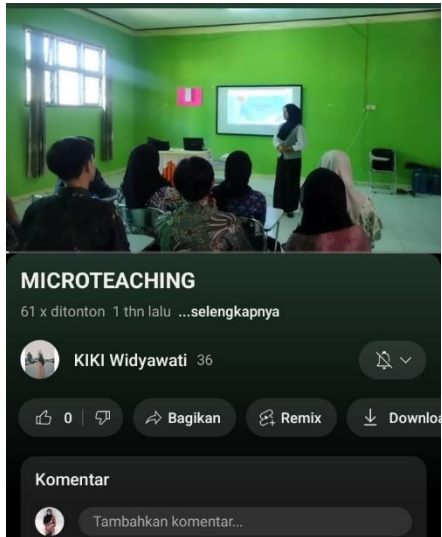 MICROTEACHING
61 x ditonton 1 thn lalu ...selengkapnya
KIKI Widyawati 36
0 Bagikan Remix Downloa
Komentar
Tambahkan komentar...